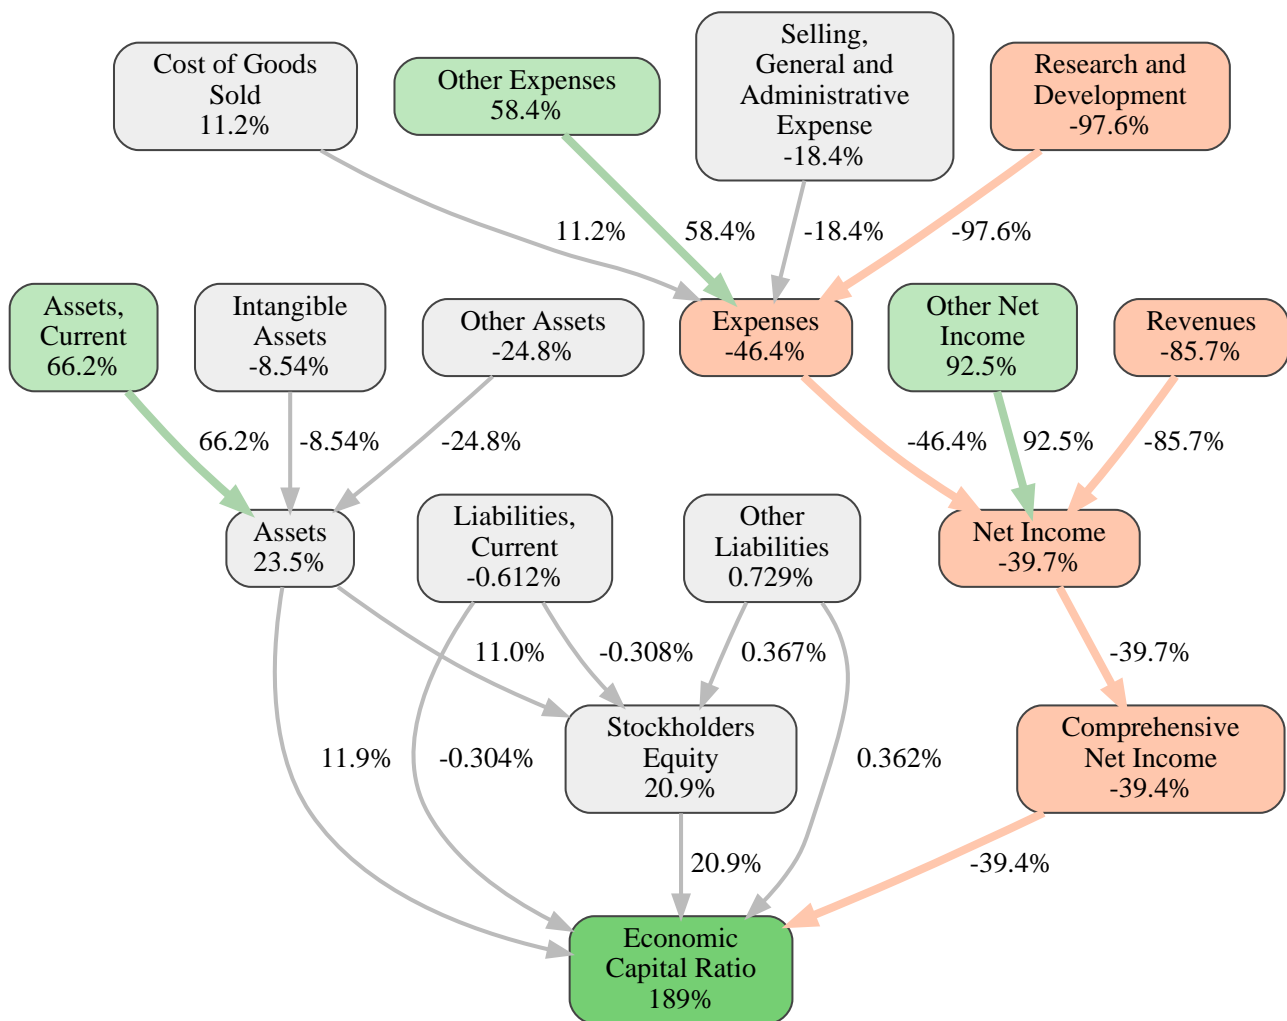 Cost of Goods
Sold
11.2%
Other Expenses
58.4%
Selling,
General and
Administrative
Expense
-18.4%
Research and
Development
-97.6%
11.2%
58.4%
-18.4%
-97.6%
Assets,
Current
66.2%
Intangible
Assets
-8.54%
Other Assets
-24.8%
Expenses
-46.4%
Other Net
Income
92.5%
Revenues
-85.7%
66.2%
-8.54%
-24.8%
-46.4%
92.5%
-85.7%
Assets
23.5%
Liabilities,
Current
-0.612%
Other
Liabilities
0.729%
Net Income
-39.7%
11.0%
-0.308%
0.367%
-39.7%
11.9%
-0.304%
Stockholders
Equity
20.9%
0.362%
Comprehensive
Net Income
-39.4%
20.9%
-39.4%
Economic
Capital Ratio
189%